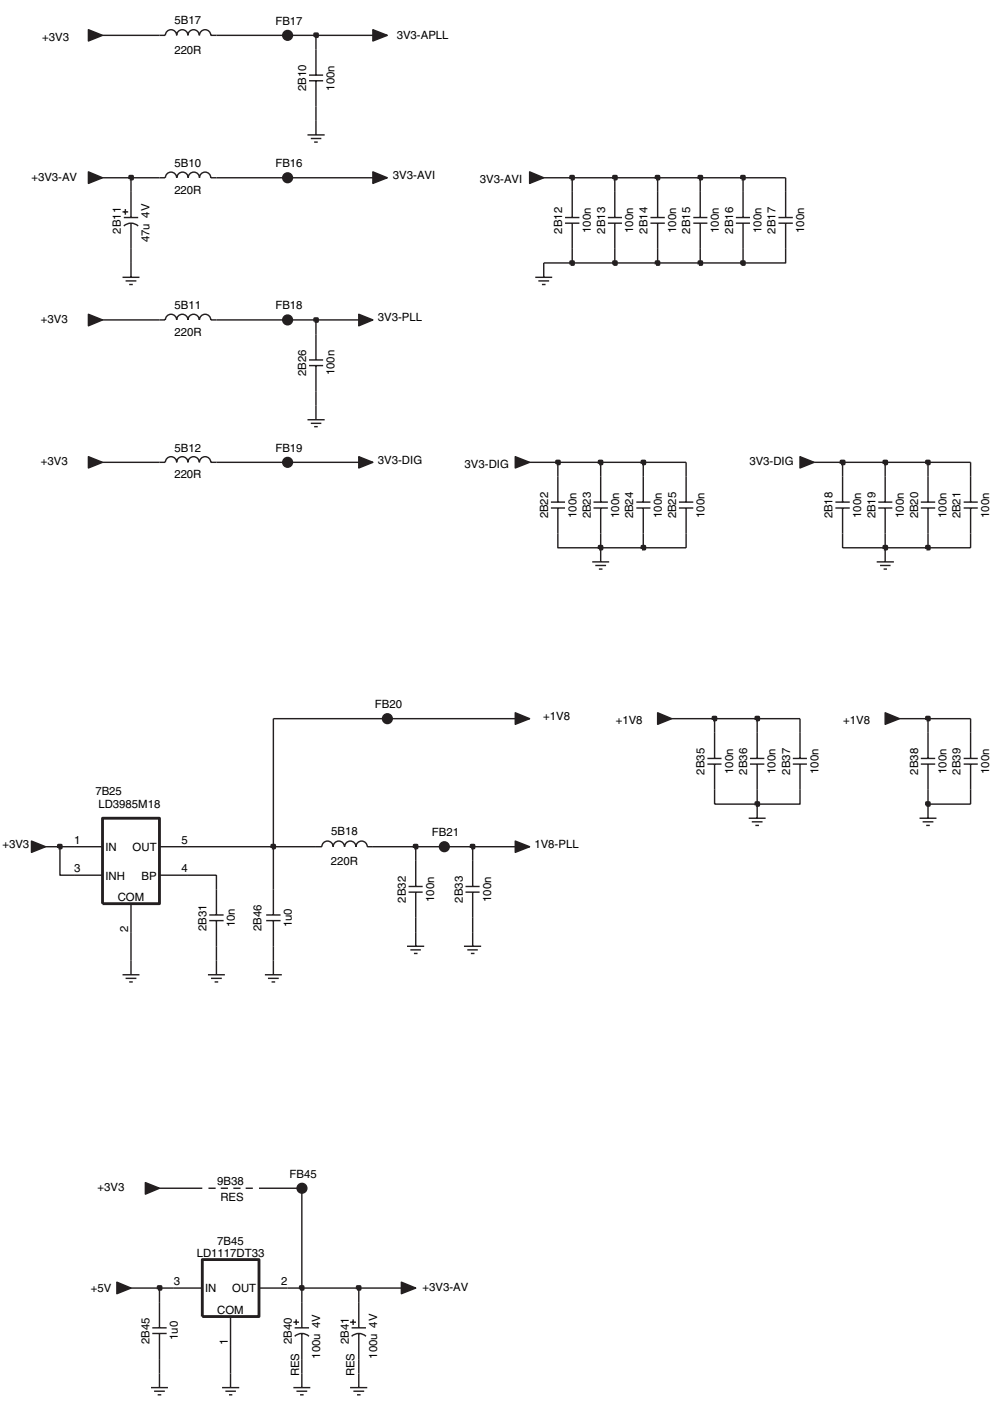 5B17
FB17
+3V3
3V3-APLL
220R
2B10
100n
+3V3-AV
5B10
FB16
3V3-AVI
220R
2B11
+
47u 4V
3V3-AVI
2B12
100n
2B13
100n
2B14
100n
2B15
100n
2B16
100n
2B17
100n
+3V3
5B11
FB18
3V3-PLL
220R
2B26
100n
+3V3
5B12
FB19
3V3-DIG
220R
3V3-DIG
2B22
100n
2B23
100n
2B24
100n
2B25
100n
3V3-DIG
2B18
100n
2B19
100n
2B20
100n
2B21
100n
FB20
+1V8
+1V8
2B35
100n
2B36
100n
2B37
100n
+1V8
2B38
100n
2B39
100n
7B25
LD3985M18
+3V3
1
IN
OUT
5
3
INH
BP
4
COM
2
2B31
10n
2B46
1u0
5B18
220R
FB21
1V8-PLL
2B32
100n
2B33
100n
+3V3
9B38
RES
FB45
7B45
LD1117DT33
+5V
3
IN
OUT
2
+3V3-AV
COM
1
2B45
1u0
2B40
+
100u 4V
RES
2B41
+
100u 4V
RES